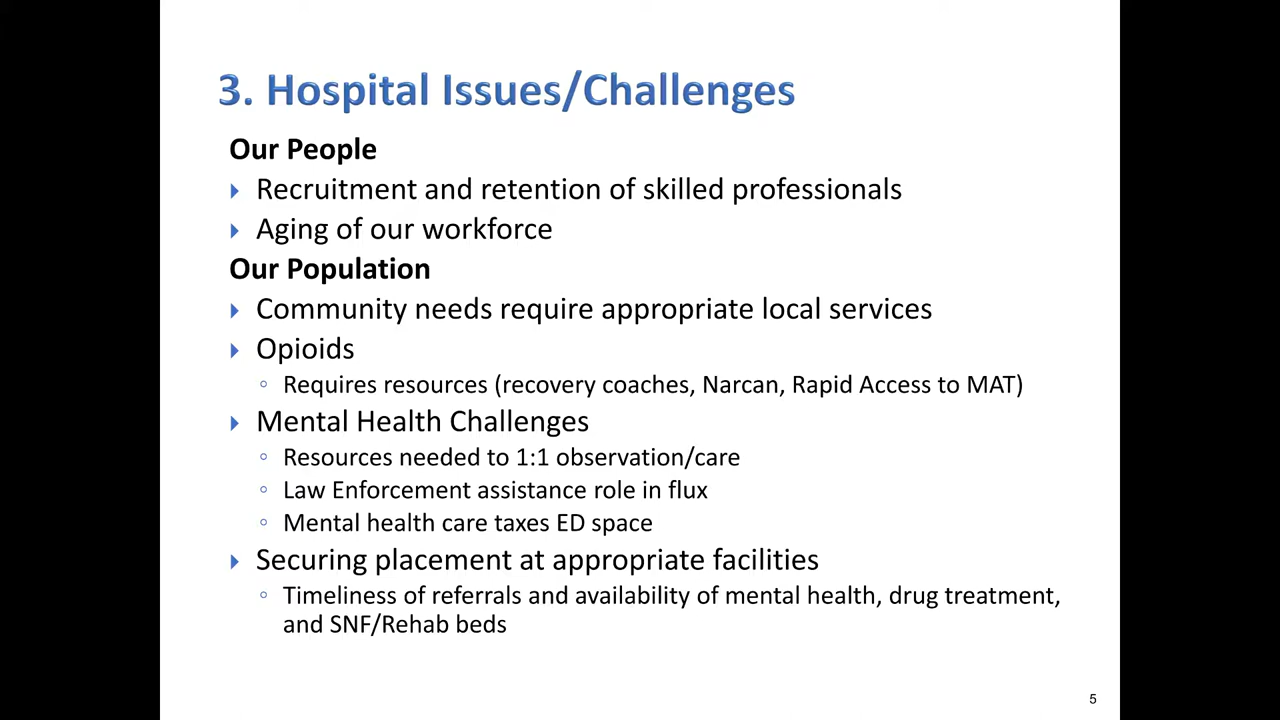 3. Hospital Issues/Challenges
Our People
Recruitment and retention of skilled professionals
Aging of our workforce
Our Population
Community needs require appropriate local services
Opioids
Requires resources (recovery coaches, Narcan, Rapid Access to MAT)
Mental Health Challenges
Resources needed to 1:1 observation/care
Law Enforcement assistance role in flux
Mental health care taxes ED space
Securing placement at appropriate facilities
Timeliness of referrals and availability of mental health, drug treatment,
and SNF/Rehab beds
5